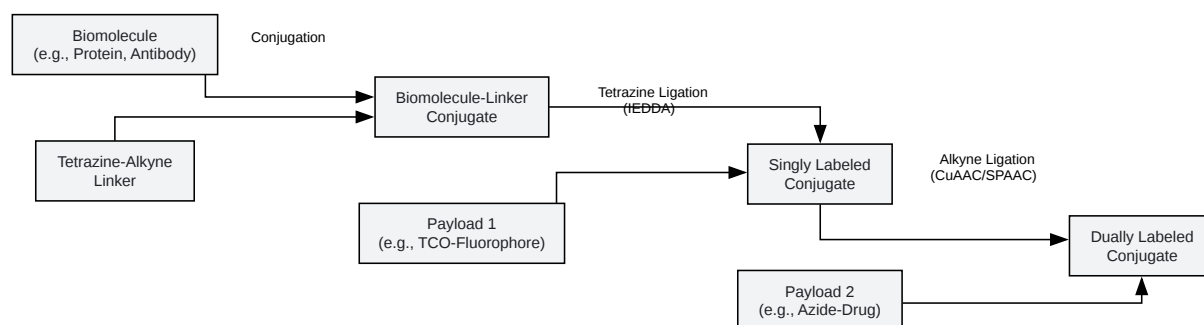 Biomolecule
(e.g., Protein, Antibody)
Conjugation
Tetrazine-Alkyne
Linker
Biomolecule-Linker
Conjugate
Tetrazine Ligation
(IEDDA)
Payload 1
(e.g., TCO-Fluorophore)
Singly Labeled
Conjugate
Alkyne Ligation
(CuAAC/SPAAC)
Payload 2
(e.g., Azide-Drug)
Dually Labeled
Conjugate